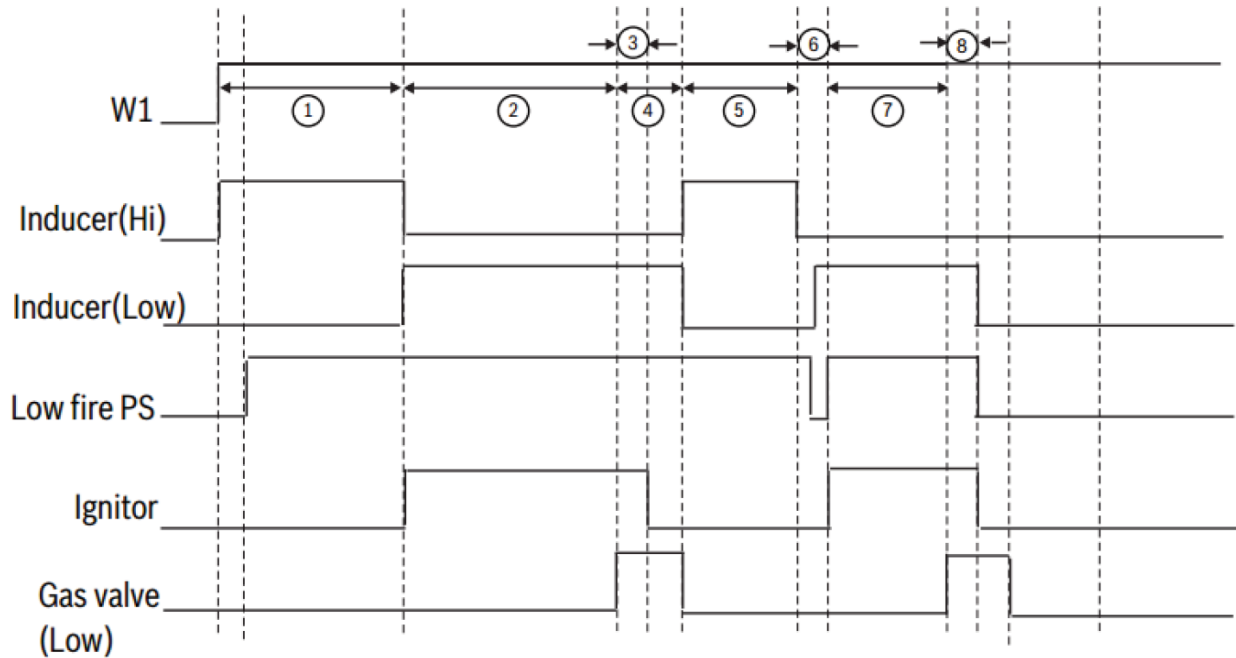 3
6
8
W1
1
2
4
5
7
Inducer(Hi)
Inducer(Low)
Low fire PS
Ignitor
Gas valve
(Low)